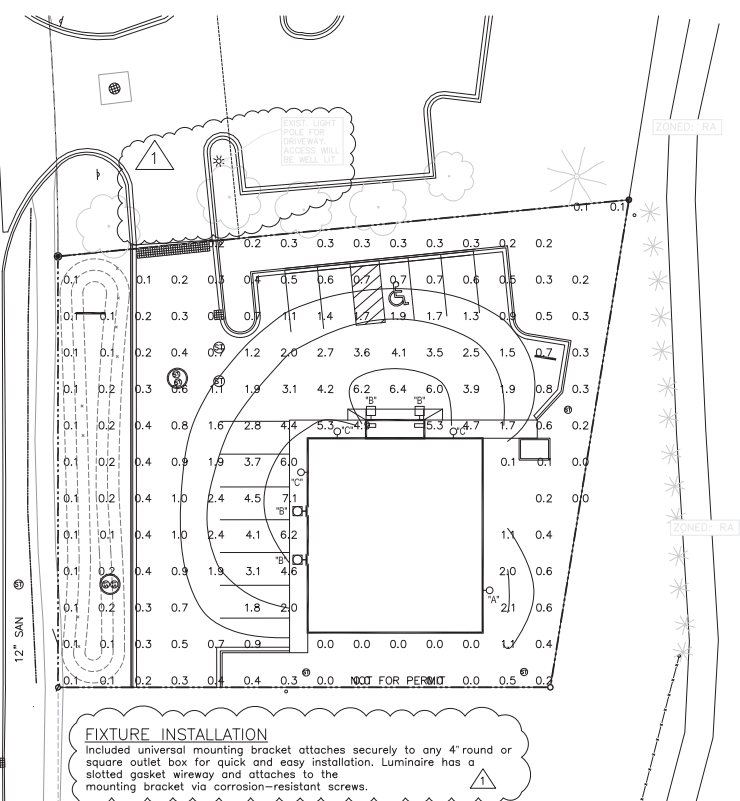 EXIST. LIGHT
POLE FOR
DRIVEWAY.
ACCESS WILL
BE WELL LIT
1
ZONED: RA
0.1 0.1
0.2 0.2 0.3 0.3 0.3 0.3 0.3 0.2 0.2
0.1 0.1 0.2 0.3 0.4 0.5 0.6 0.7 0.7 0.7 0.6 0.5 0.3 0.2
0.1 0.1 0.2 0.3 0.7 1.1 1.4 1.7 1.9 1.7 1.3 0.9 0.5 0.3
0.1 0.1 0.2 0.4 0.7 1.2 2.0 2.7 3.6 4.1 3.5 2.5 1.5 0.7 0.3
ST
0.1 0.2 0.3 0.6 1.1 1.9 3.1 4.2 6.2 6.4 6.0 3.9 1.9 0.8 0.3
ST
"B" "B"
ST
0.1 0.2 0.4 0.8 1.6 2.8 4.4 5.3 4.9 5.3 4.7 1.7 0.6 0.2
"C" "C"
0.1 0.2 0.4 0.9 1.9 3.7 6.0 0.1 0.1 0.0
"C"
0.1 0.2 0.4 1.0 2.4 4.5 7.1 0.2 0.0
"B"
ZONED: RA
0.1 0.1 0.4 1.0 2.4 4.1 6.2 1.1 0.4
"B"
0.1 0.2 0.4 0.9 1.9 3.1 4.6 2.0 0.6
ST
"A"
0.1 0.2 0.3 0.7 1.8 2.0 2.1 0.6
12" SAN
0.1 0.1 0.3 0.5 0.7 0.9 0.0 0.0 0.0 0.0 0.0 1.1 0.4
ST ST
0.1 0.1 0.2 0.3 0.4 0.4 0.3 0.0 0.0 0.5 0.2
NOT FOR PERMIT
FIXTURE INSTALLATION
Included universal mounting bracket attaches securely to any 4" round or
square outlet box for quick and easy installation. Luminaire has a
slotted gasket wireway and attaches to the
mounting bracket via corrosion-resistant screws.
1